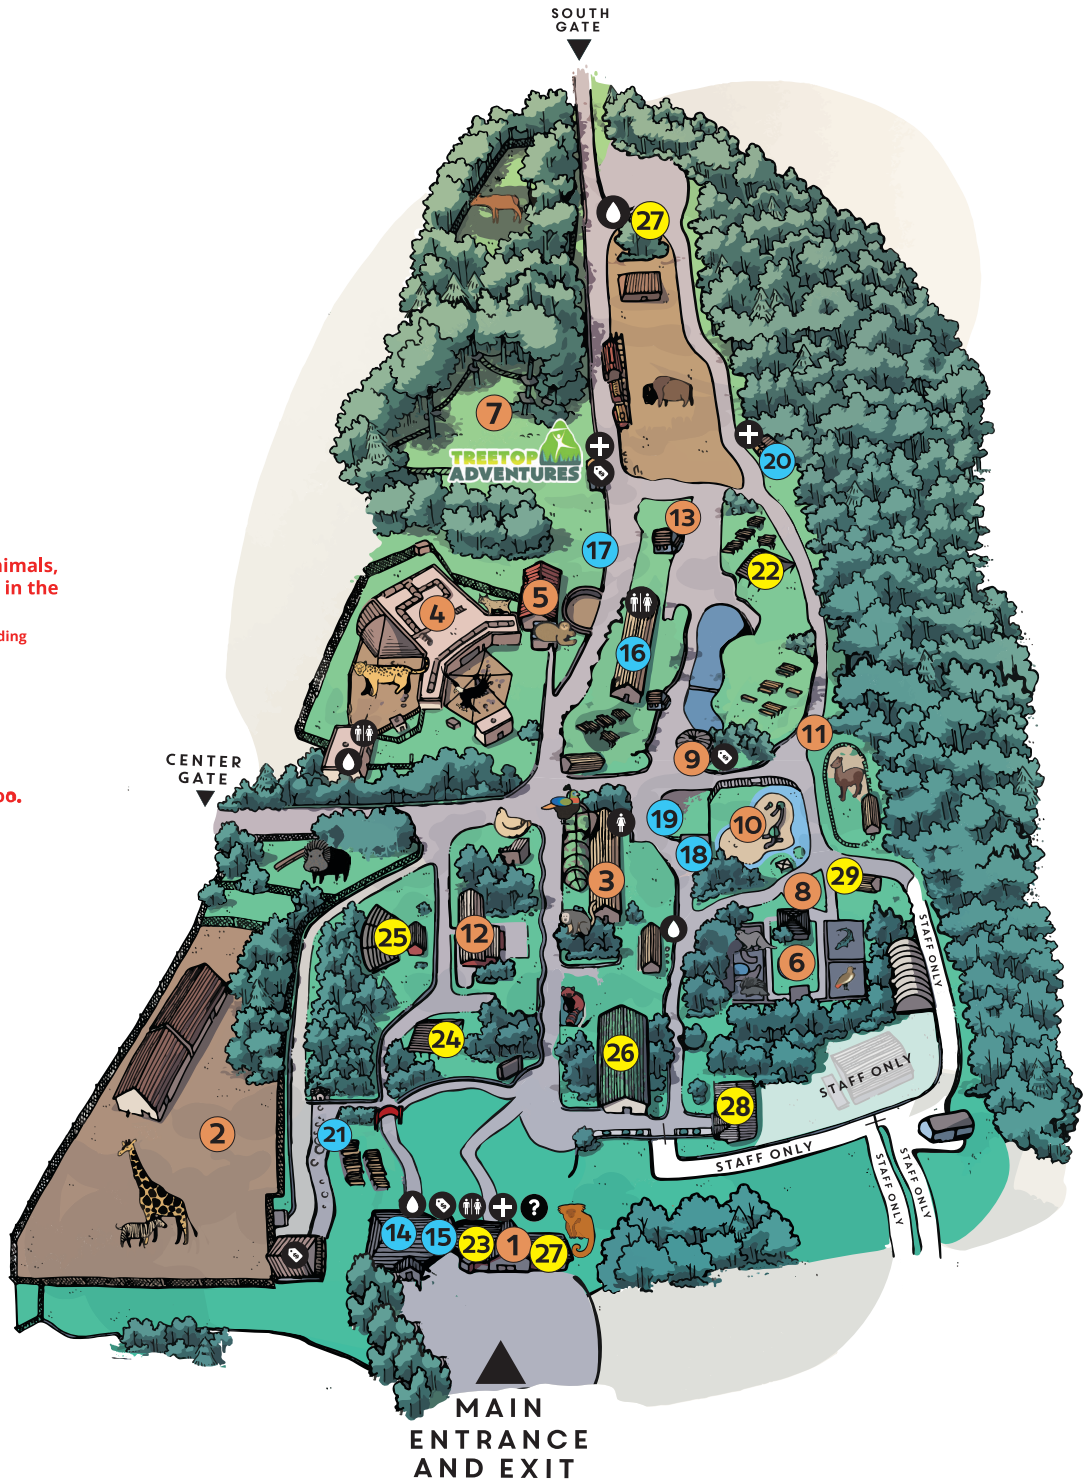 SOUTH
GATE
27
7
TREETOP
ADVENTURES
20
13
17
22
in the
5
4
16
11
9
CENTER
GATE
19
10
18
3
29
8
25
12
6
STAFF ONLY
24
26
STAFF ONLY
28
2
21
STAFF ONLY
STAFF ONLY
STAFF ONLY
?
14
15
23
1
27
MAIN
ENTRANCE
AND EXIT